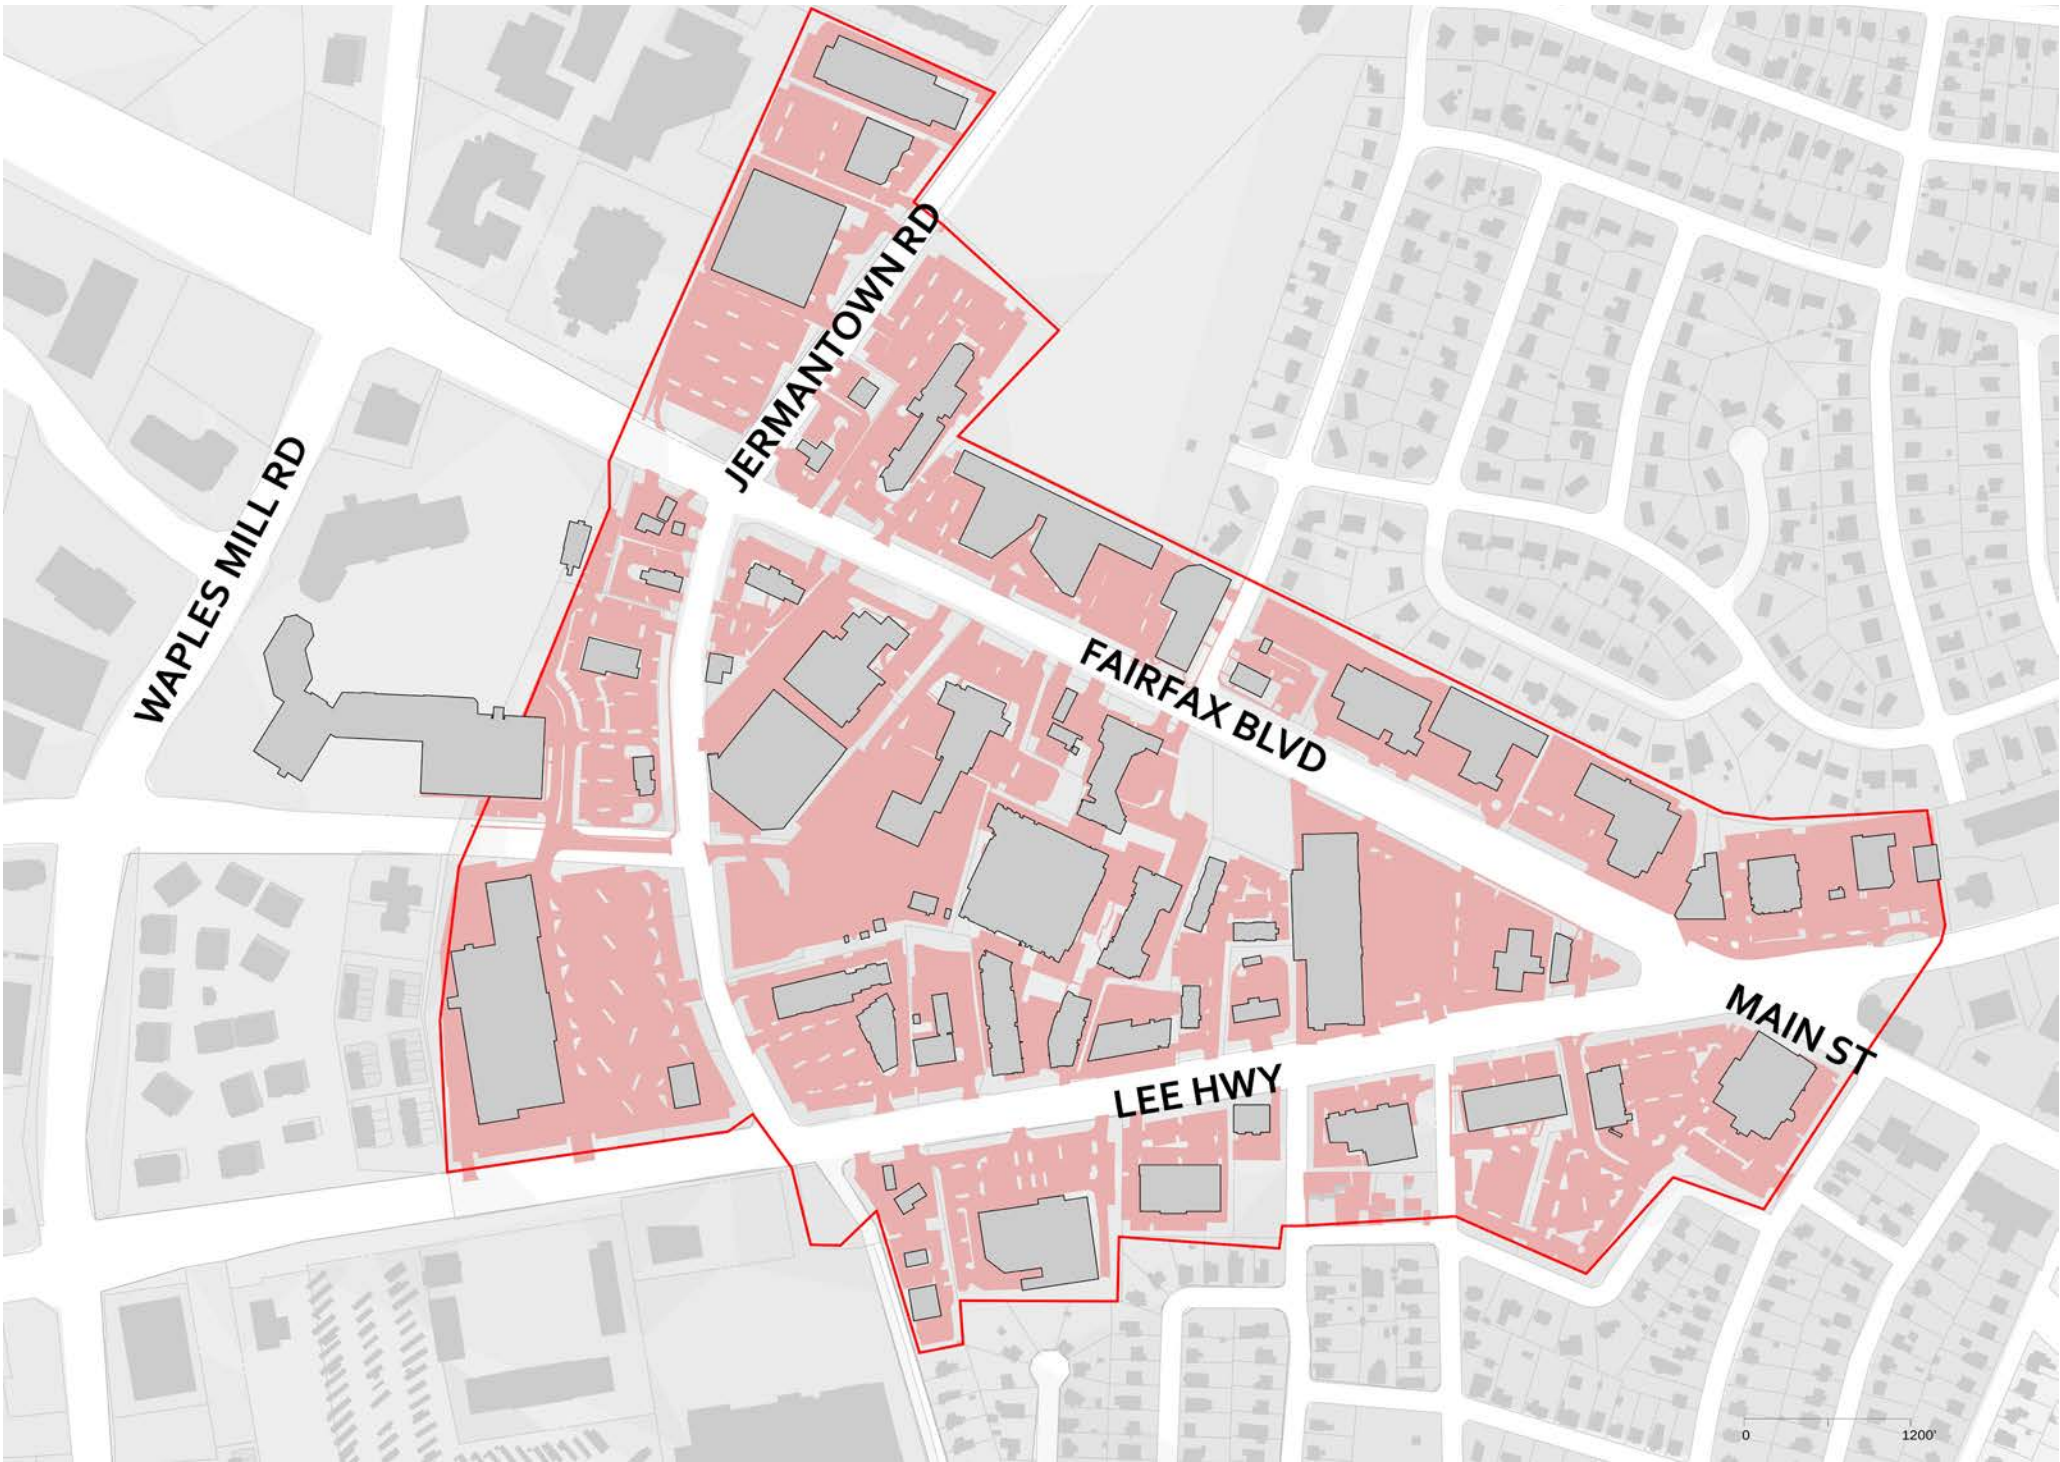 JERMANTOWN RD
WAPLES MILL RD
FAIRFAX BLVD
MAIN ST
LEE HWY
0 1200'